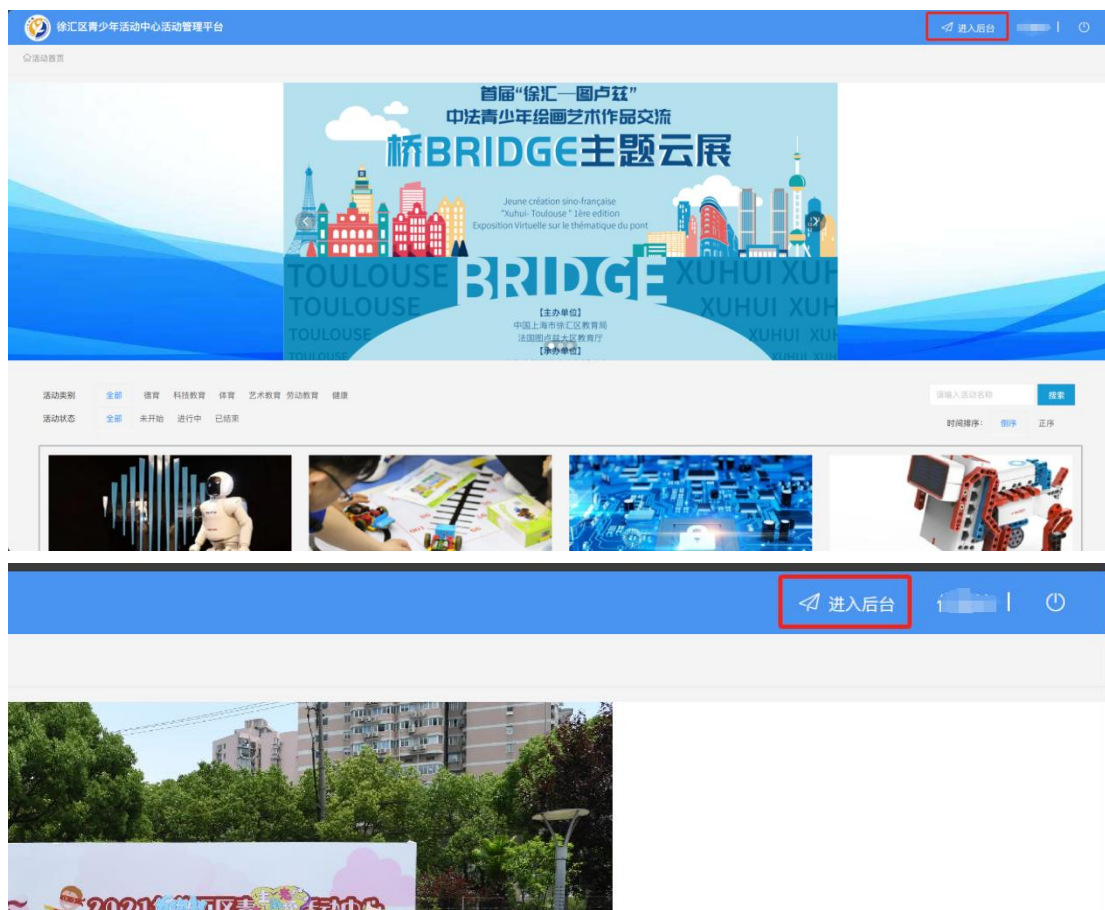 徐汇区青少年活动中心活动管理平台
进入后台
活动首页
首届“徐汇—图卢兹”
中法青少年绘画艺术作品交流
桥BRIDGE主题云展
Jeune création sino-française
"Xuhui- Toulouse " 1ère edition
Exposition Virtuelle sur le thématique du pont
TOULOUSE BRIDGE XUHUI XUH
TOULOUSE XUHUI XUH
TOULOUSE XUHUI XUH
TOULOUSE XUHUI XUH
【主办单位】
中国上海市徐汇区教育局
法国图卢兹大区教育厅
【承办单位】
活动类别 全部 德育 科技教育 体育 艺术教育 劳动教育 健康
请输入活动名称 搜索
活动状态 全部 未开始 进行中 已结束
时间排序: 倒序 正序
进入后台
2021